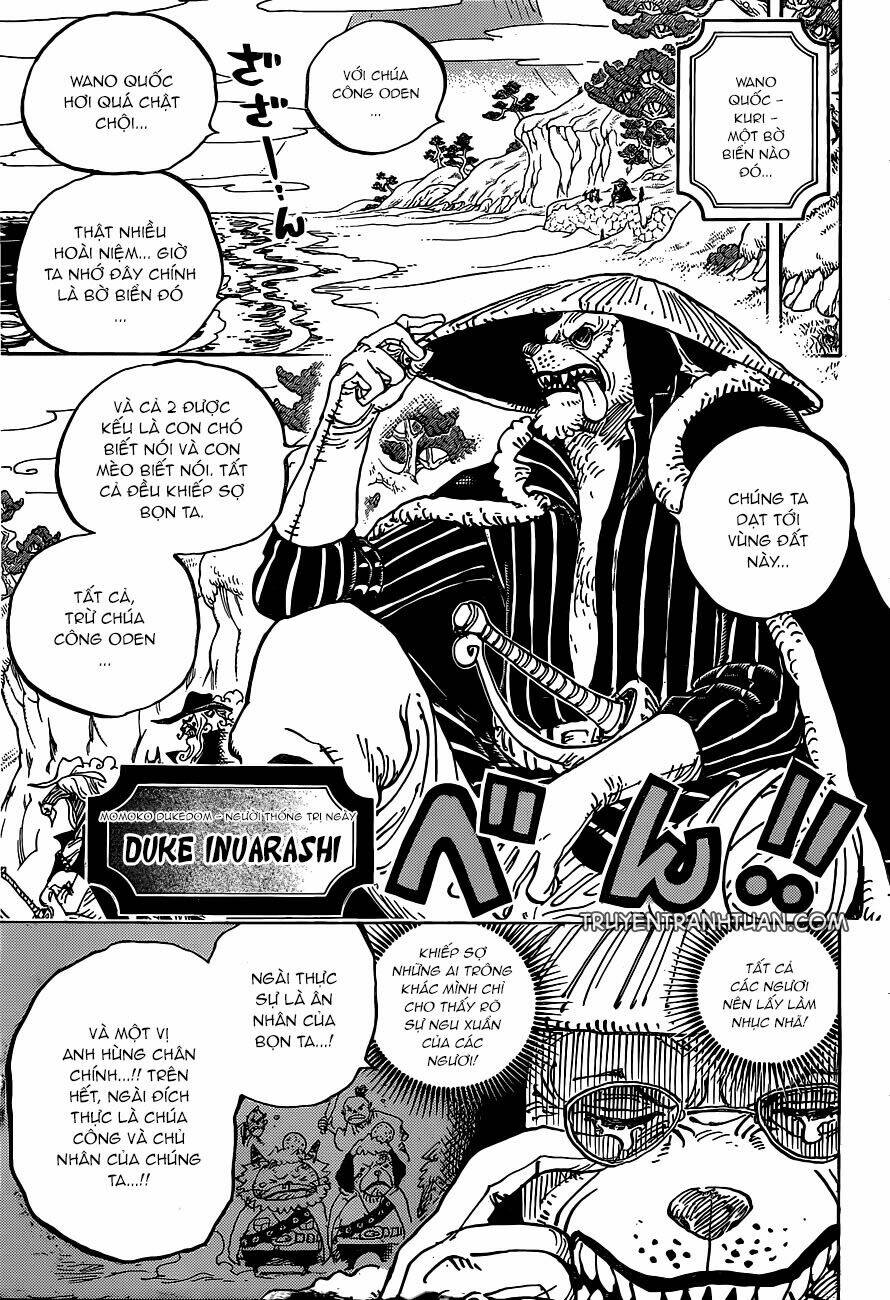 WANO
QUỐC -
KURI -
MỘT BỜ
BIỂN NÀO
ĐÓ...
VỚI CHÚA
CÔNG ODEN
...
WANO QUỐC
HƠI QUÁ CHẬT
CHỘI...
ざざーーん
THẬT NHIỀU
HOÀI NIỆM... GIỜ
TA NHỚ ĐÂY CHÍNH
LÀ BỜ BIỂN ĐÓ
...
CHÚNG TA
DẠT TỚI
VÙNG ĐẤT
NÀY...
VÀ CẢ 2 ĐƯỢC
KẾU LÀ CON CHÓ
BIẾT NÓI VÀ CON
MÈO BIẾT NÓI. TẤT
CẢ ĐỀU KHIẾP SỢ
BỌN TA.
TẤT CẢ,
TRỪ CHÚA
CÔNG ODEN
...
MOMOKO DUKEDOM - NGƯỜI THỐNG TRỊ NGÀY
DUKE INUARASHI
べん!!
TRUYENTRANHTUAN.COM
TẤT CẢ
CÁC NGƯƠI
NÊN LẤY LÀM
NHỤC NHÃ!
KHIẾP SỢ
NHỮNG AI TRÔNG
KHÁC MÌNH CHỈ
CHO THẤY RÕ
SỰ NGU XUẨN
CỦA CÁC
NGƯƠI!
NGÀI THỰC
SỰ LÀ ÂN
NHÂN CỦA
BỌN TA...!
VÀ MỘT VỊ
ANH HÙNG CHÂN
CHÍNH...!! TRÊN
HẾT, NGÀI ĐÍCH
THỰC LÀ CHÚA
CÔNG VÀ CHỦ
NHÂN CỦA CHÚNG
TA...!!